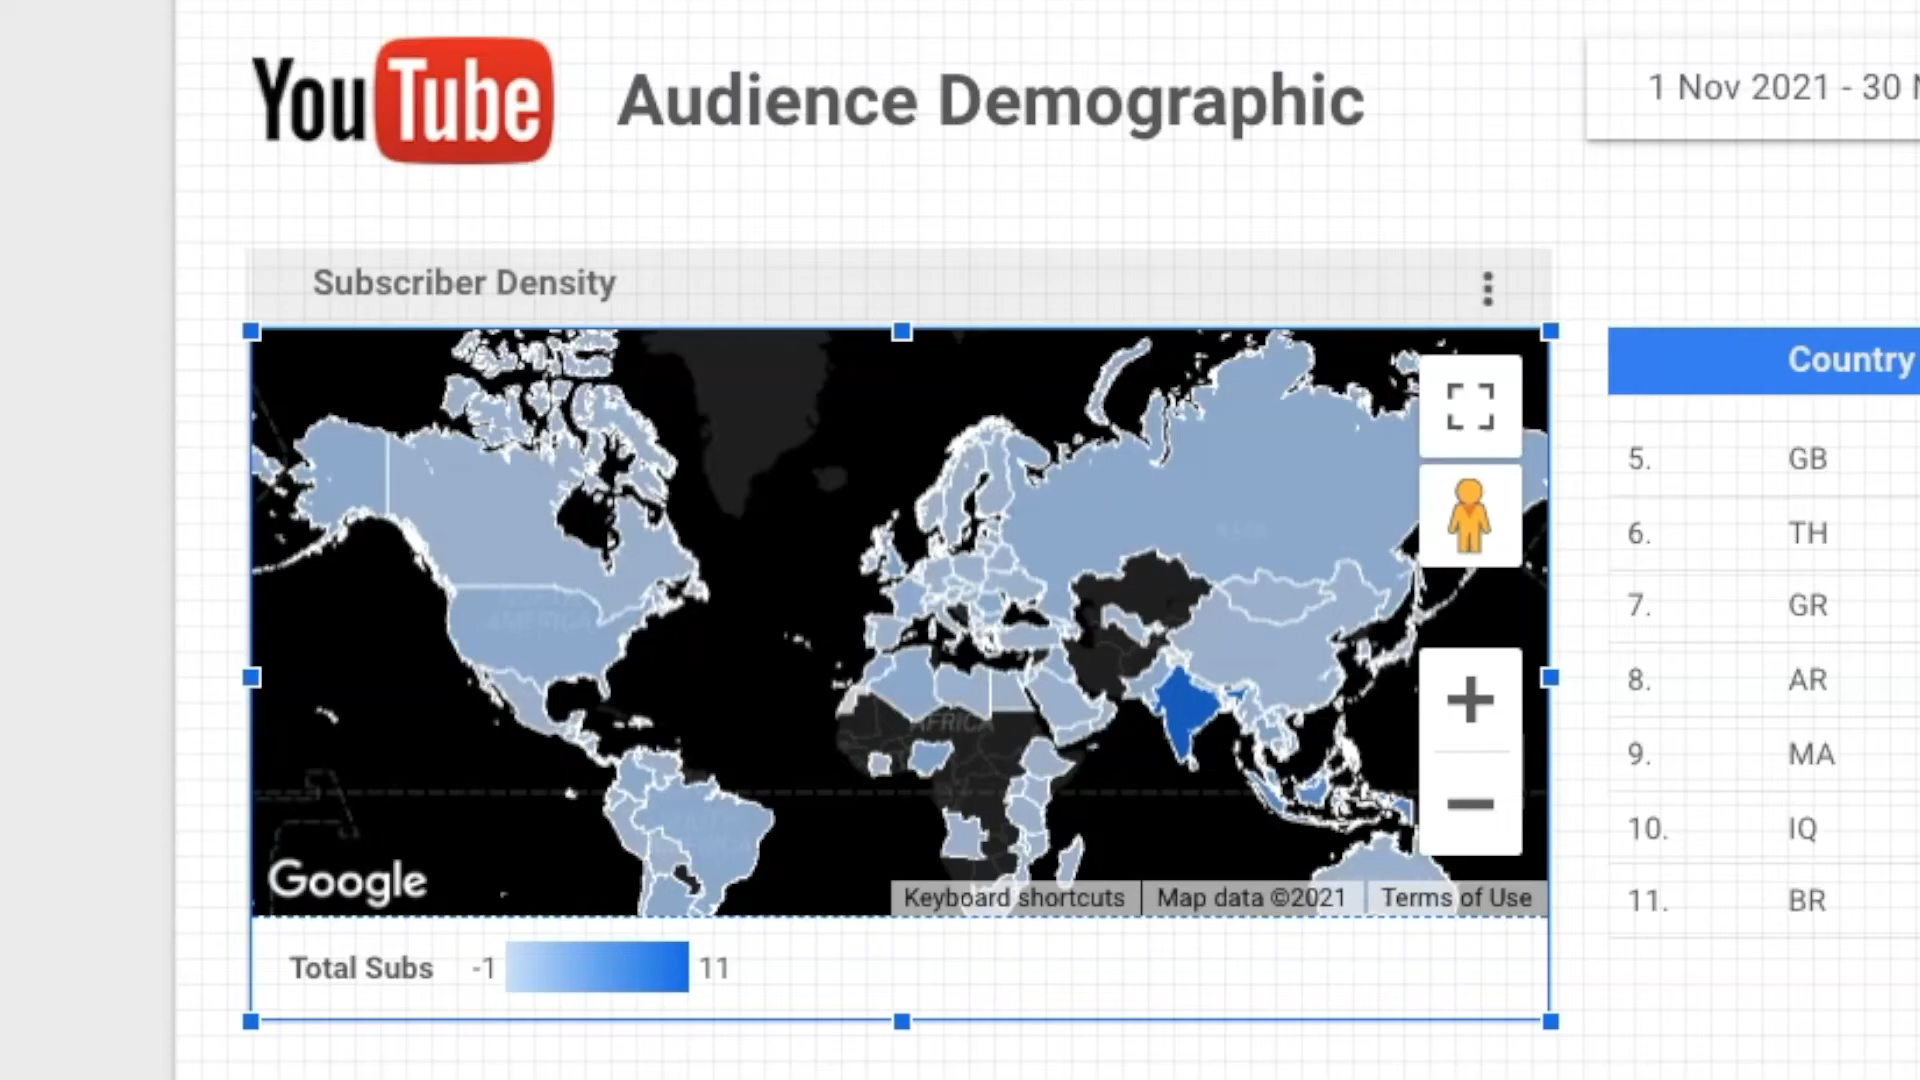 YouTube
Audience Demographic
1 Nov 2021 - 30
Subscriber Density
AFRICA
Google
Keyboard shortcuts
Map data ©2021
Terms of Use
Total Subs -1 11
Country
5. GB
6. TH
7. GR
8. AR
9. MA
10. IQ
11. BR